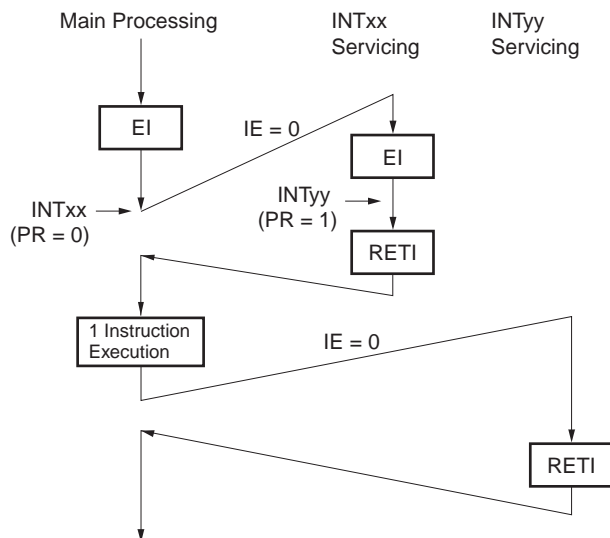 Main Processing
INTxx
Servicing
INTyy
Servicing
EI
IE = 0
EI
INTxx
(PR = 0)
INTyy
(PR = 1)
RETI
1 Instruction
Execution
IE = 0
RETI